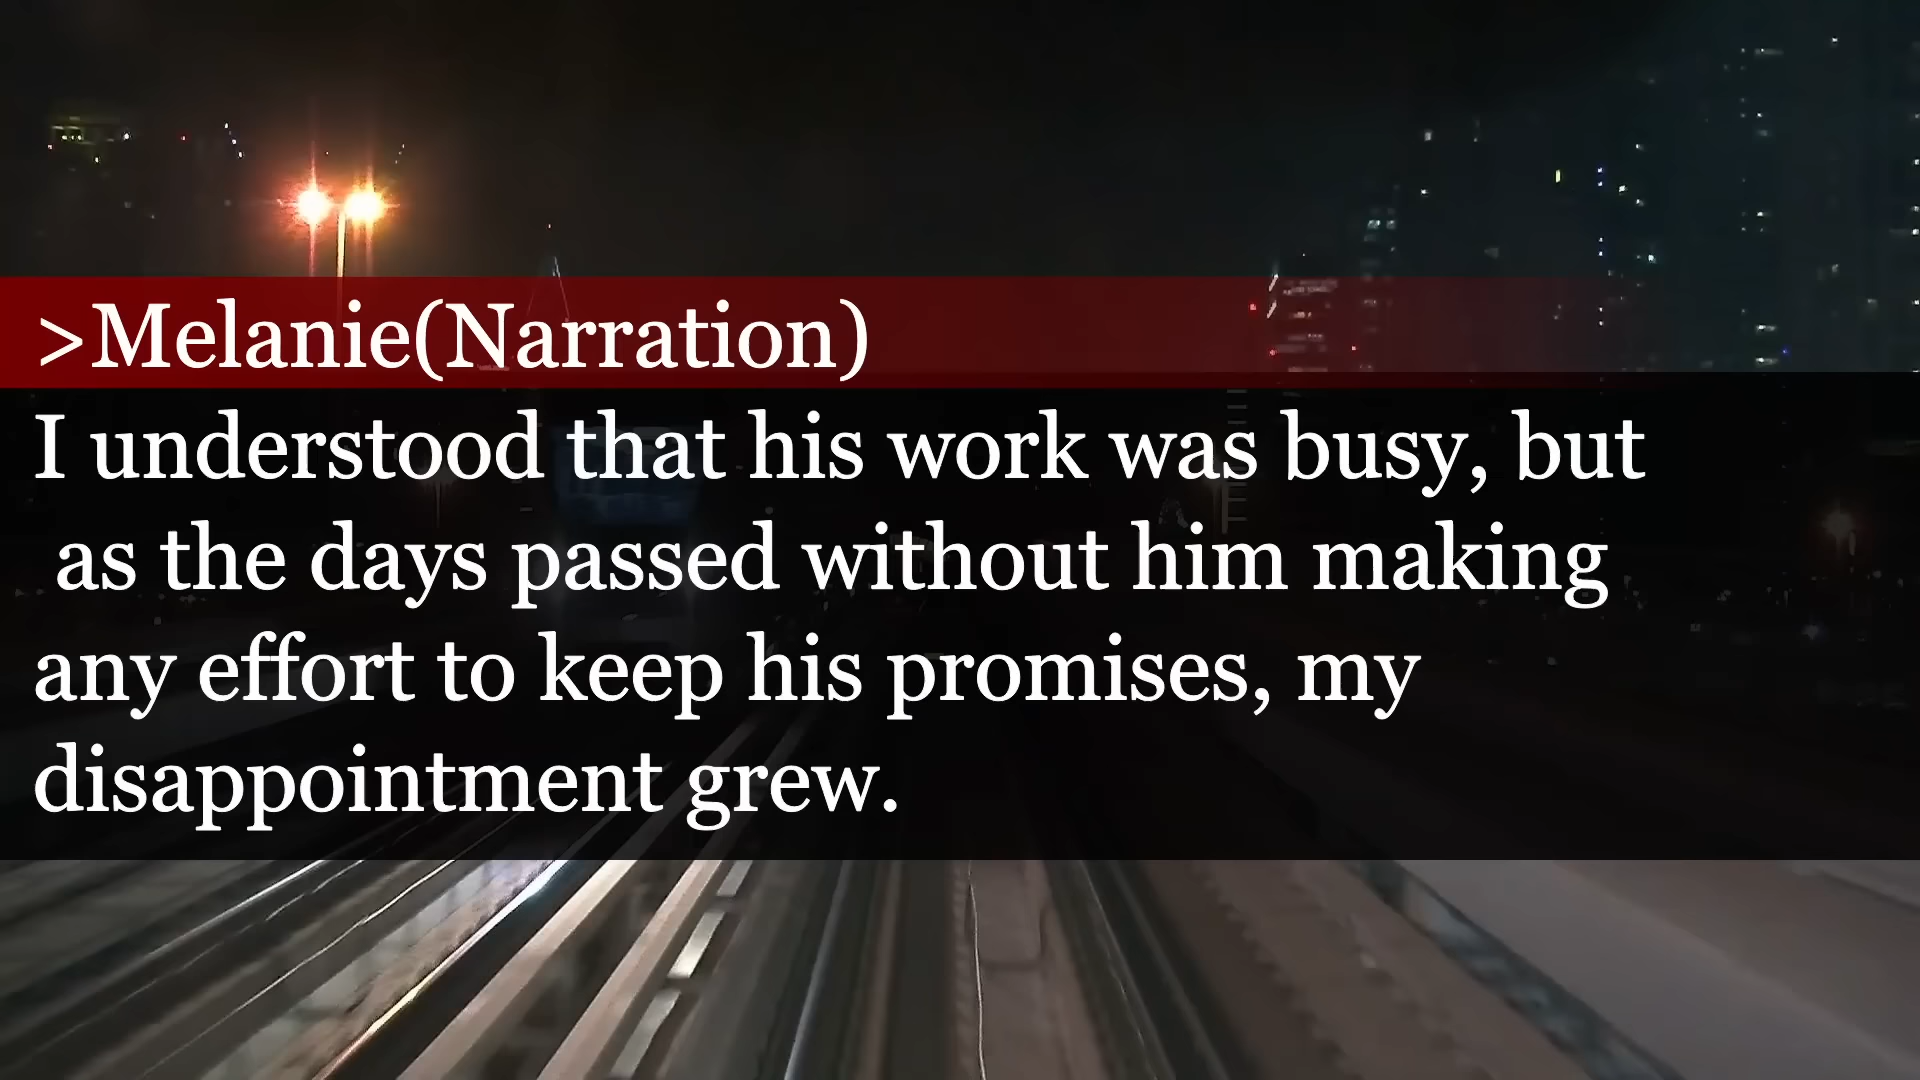 >Melanie(Narration)
I understood that his work was busy, but
as the days passed without him making
any effort to keep his promises, my
disappointment grew.